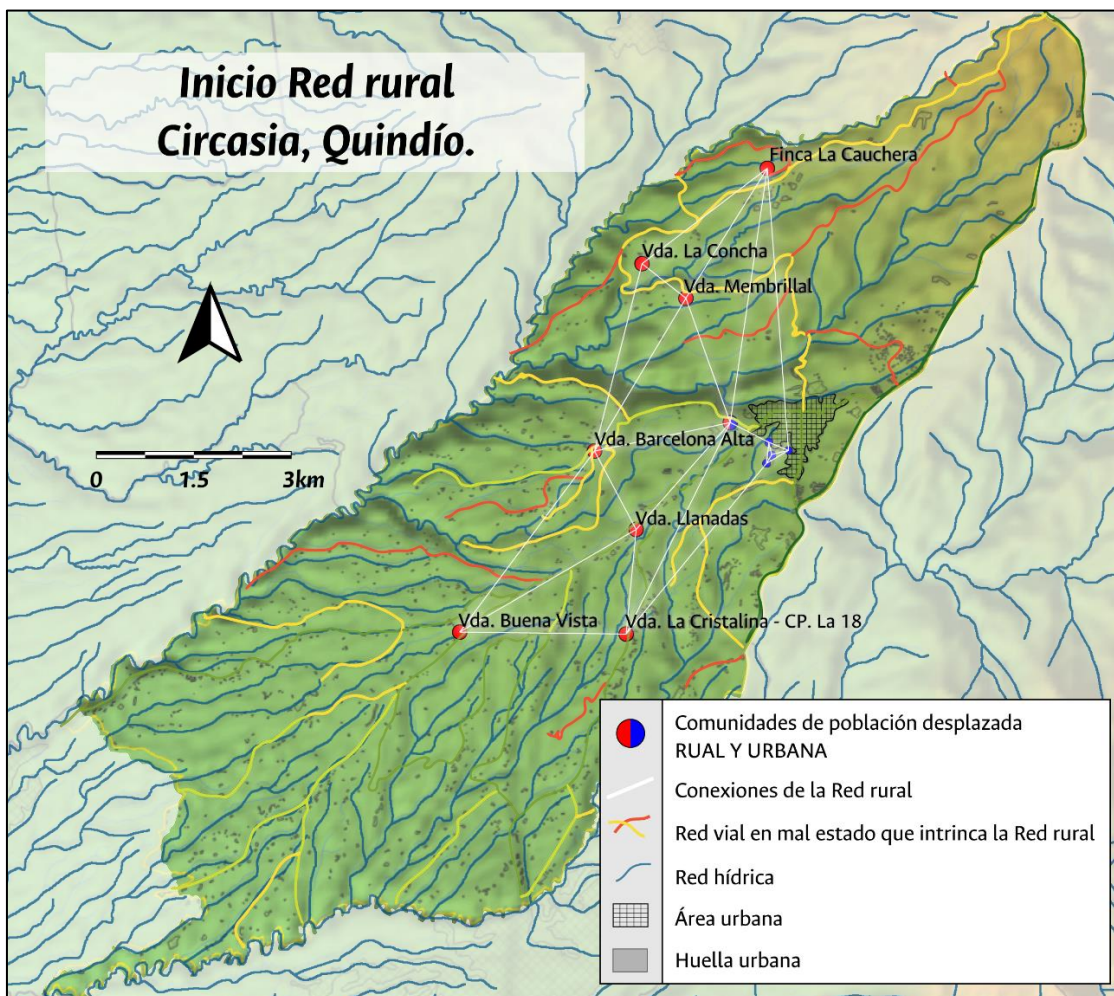 Inicio Red rural
Circasia, Quindío.
Finca La Cauchera
Vda. La Concha
Vda. Membrillal
Vda. Barcelona Alta
0 1.5 3km
Vda. Llanadas
Vda. Buena Vista
Vda. La Cristalina - CP. La 18
Comunidades de población desplazada
RUAL Y URBANA
Conexiones de la Red rural
Red vial en mal estado que intrinca la Red rural
Red hídrica
Área urbana
Huella urbana